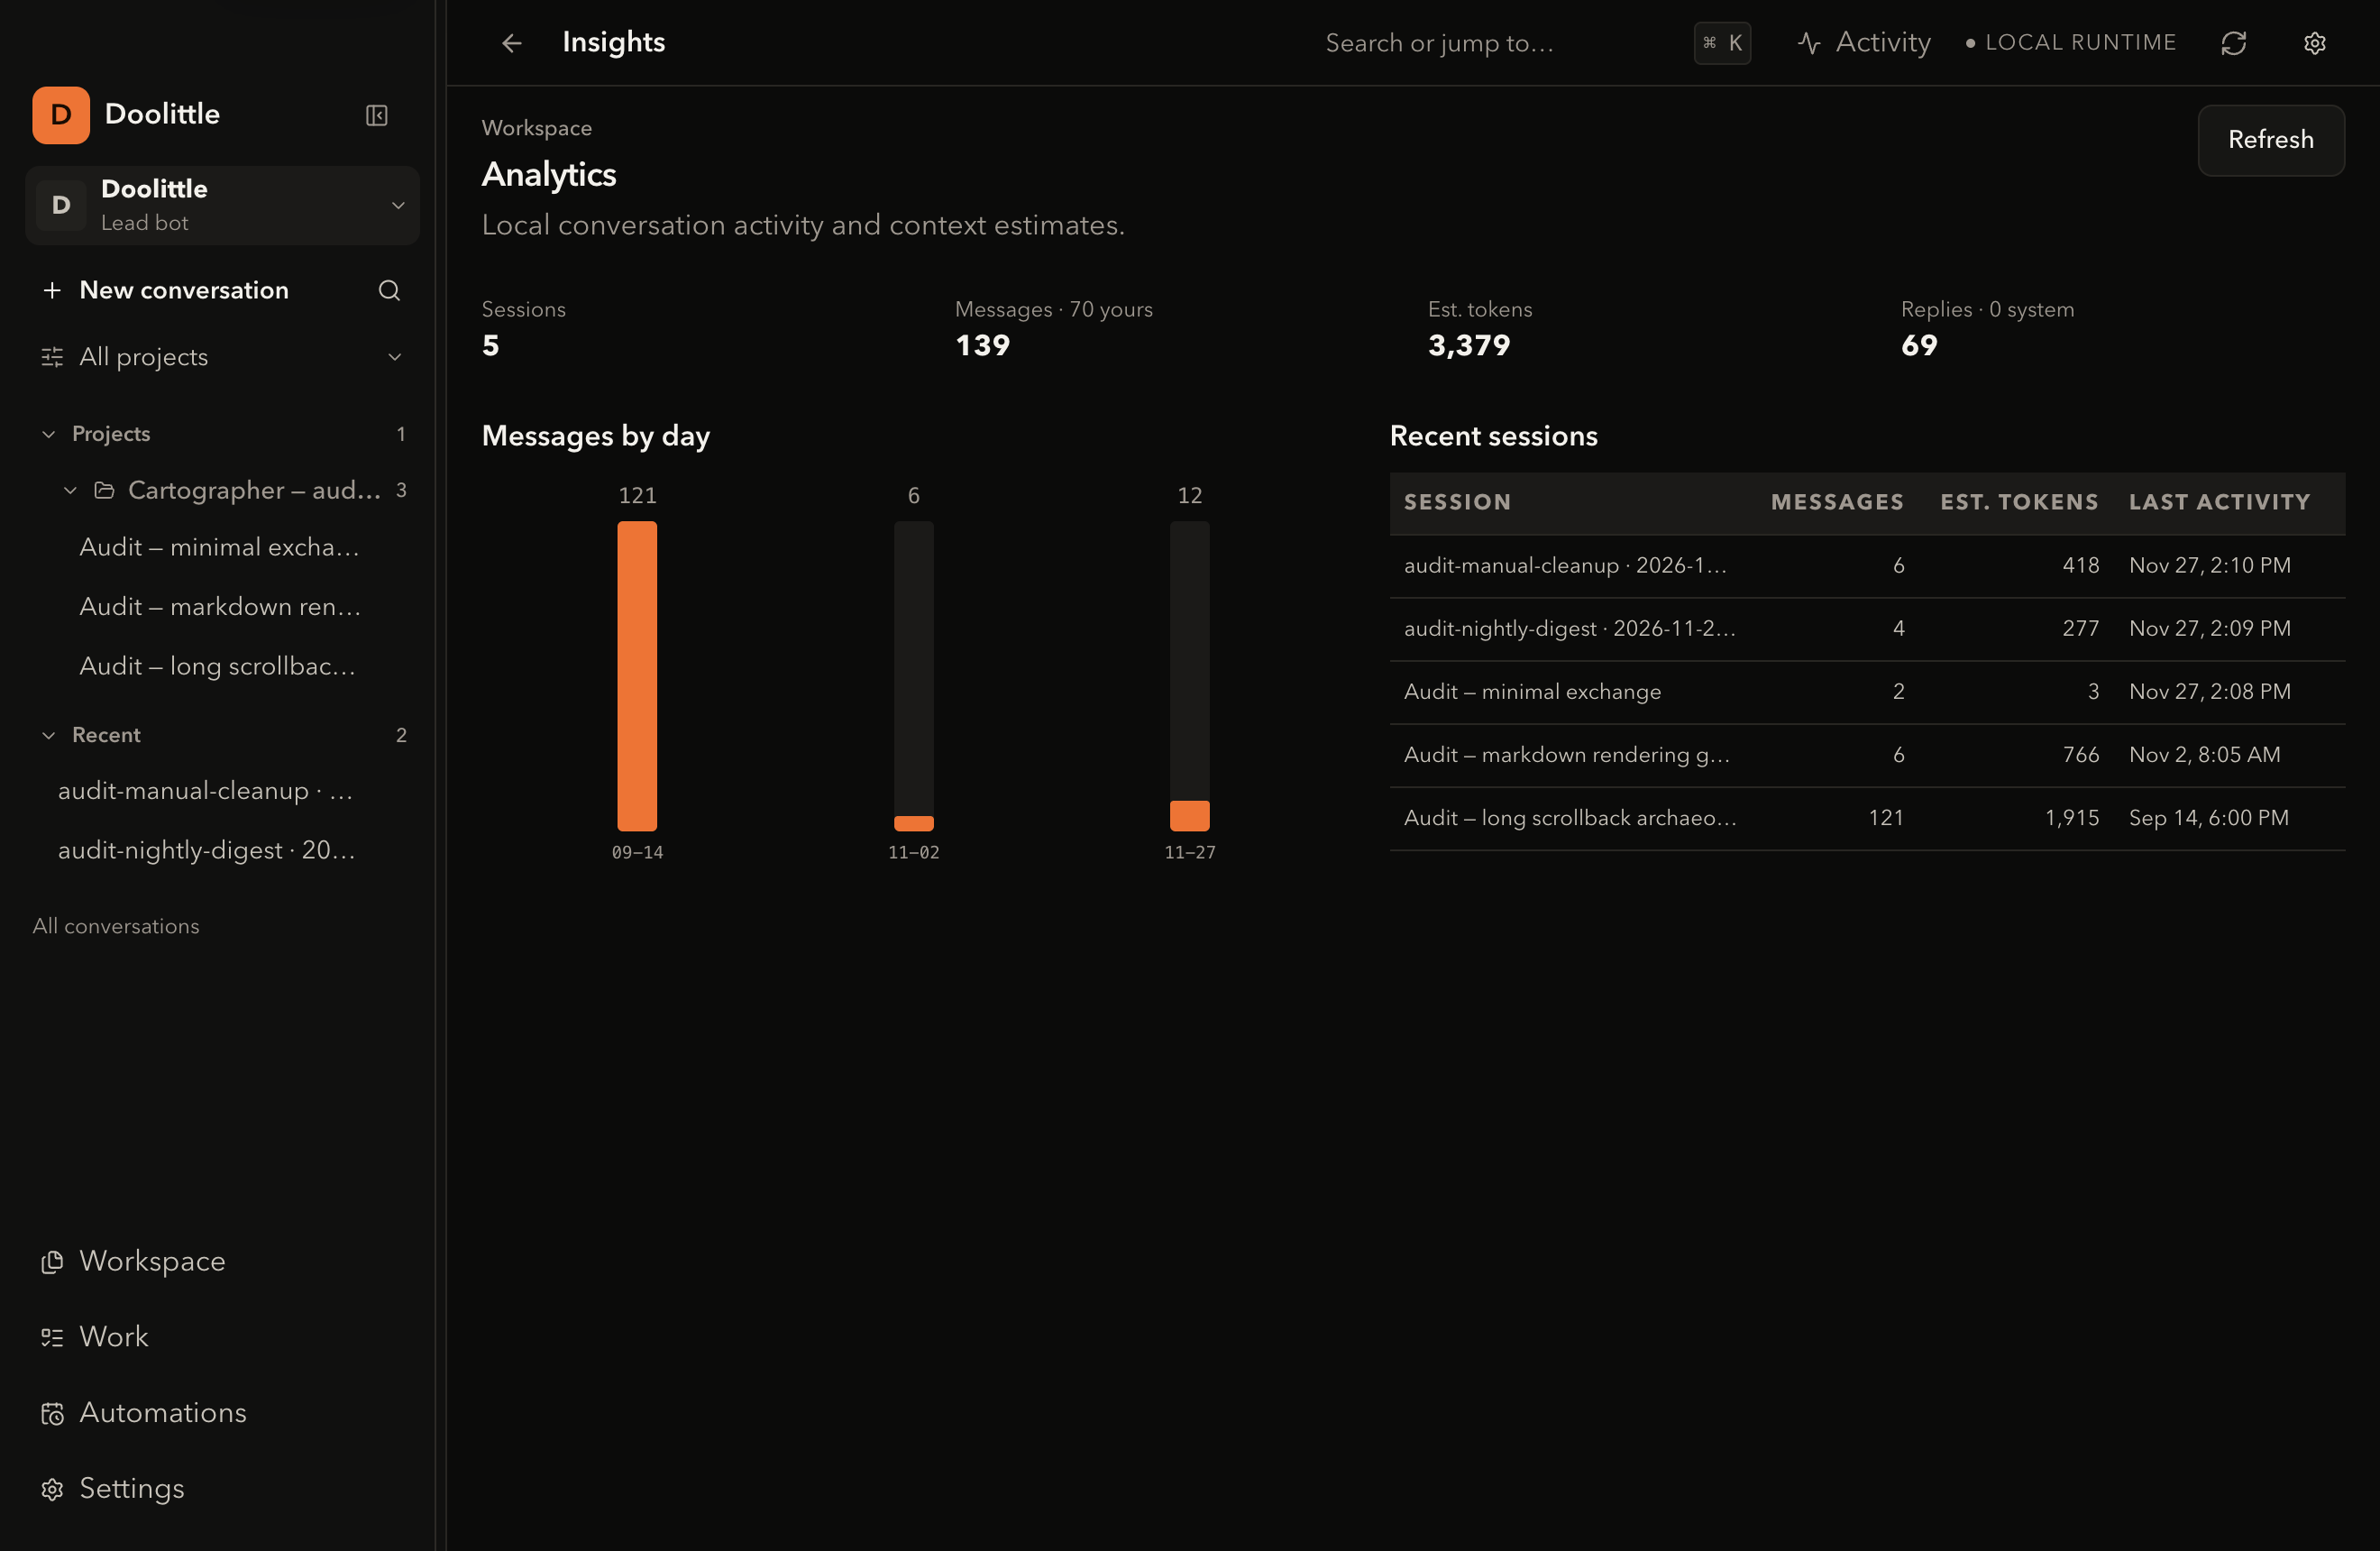 Insights
Search or jump to…
⌘ K
Activity
LOCAL RUNTIME
D
Doolittle
D
Doolittle
Lead bot
New conversation
All projects
Projects 1
Cartographer – aud… 3
Audit – minimal excha…
Audit – markdown ren…
Audit – long scrollbac…
Recent 2
audit-manual-cleanup · …
audit-nightly-digest · 20…
All conversations
Workspace
Work
Automations
Settings
Workspace
Analytics
Local conversation activity and context estimates.
Refresh
Sessions
5
Messages · 70 yours
139
Est. tokens
3,379
Replies · 0 system
69
Messages by day
121 6 12
09-14 11-02 11-27
Recent sessions
SESSION MESSAGES EST. TOKENS LAST ACTIVITY
audit-manual-cleanup · 2026-1… 6 418 Nov 27, 2:10 PM
audit-nightly-digest · 2026-11-2… 4 277 Nov 27, 2:09 PM
Audit – minimal exchange 2 3 Nov 27, 2:08 PM
Audit – markdown rendering g… 6 766 Nov 2, 8:05 AM
Audit – long scrollback archaeo… 121 1,915 Sep 14, 6:00 PM